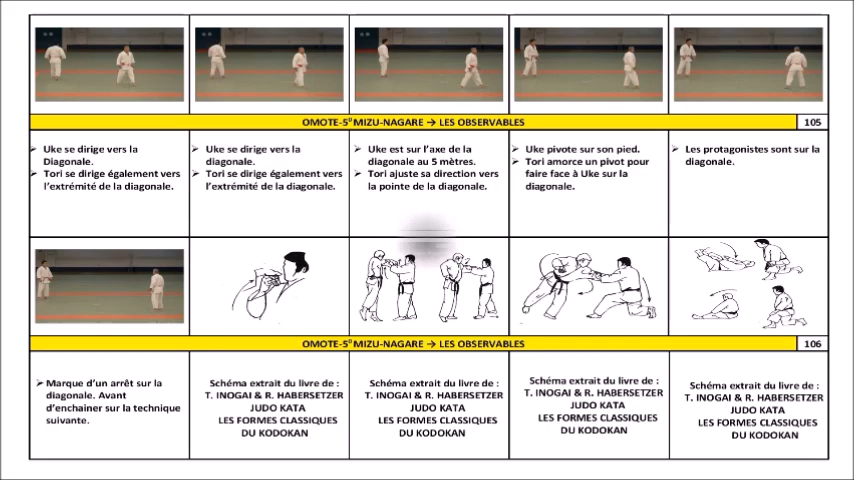 OMOTE-5° MIZU-NAGARE → LES OBSERVABLES 105
➢ Uke se dirige vers la
Diagonale.
➢ Tori se dirige également vers
l'extrémité de la diagonale.
➢ Uke se dirige vers la
diagonale.
➢ Tori se dirige également vers
l'extrémité de la diagonale.
➢ Uke est sur l'axe de la
diagonale au 5 mètres.
➢ Tori ajuste sa direction vers
la pointe de la diagonale.
➢ Uke pivote sur son pied.
➢ Tori amorce un pivot pour
faire face à Uke sur la
diagonale.
➢ Les protagonistes sont sur la
diagonale.
OMOTE-5° MIZU-NAGARE → LES OBSERVABLES 106
➢ Marque d'un arrêt sur la
diagonale. Avant
d'enchainer sur la technique
suivante.
Schéma extrait du livre de :
T. INOGAI & R. HABERSETZER
JUDO KATA
LES FORMES CLASSIQUES
DU KODOKAN
Schéma extrait du livre de :
T. INOGAI & R. HABERSETZER
JUDO KATA
LES FORMES CLASSIQUES
DU KODOKAN
Schéma extrait du livre de :
T. INOGAI & R. HABERSETZER
JUDO KATA
LES FORMES CLASSIQUES
DU KODOKAN
Schéma extrait du livre de :
T. INOGAI & R. HABERSETZER
JUDO KATA
LES FORMES CLASSIQUES
DU KODOKAN